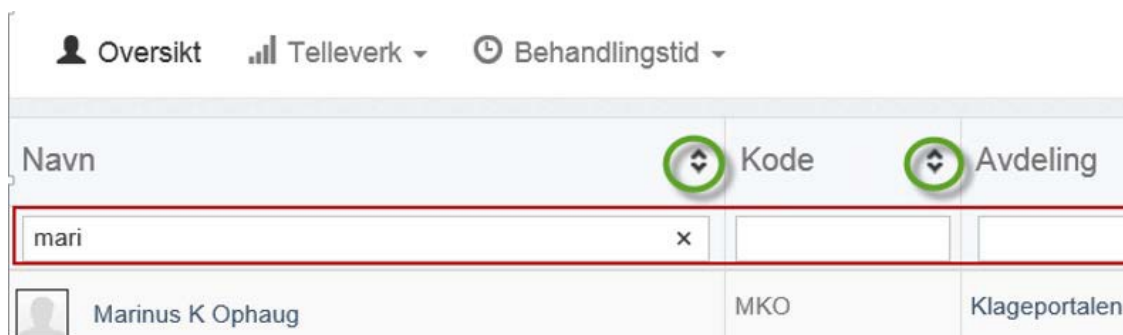 Oversikt Telleverk Behandlingstid
Navn Kode Avdeling
mari
Marinus K Ophaug MKO Klageportalen